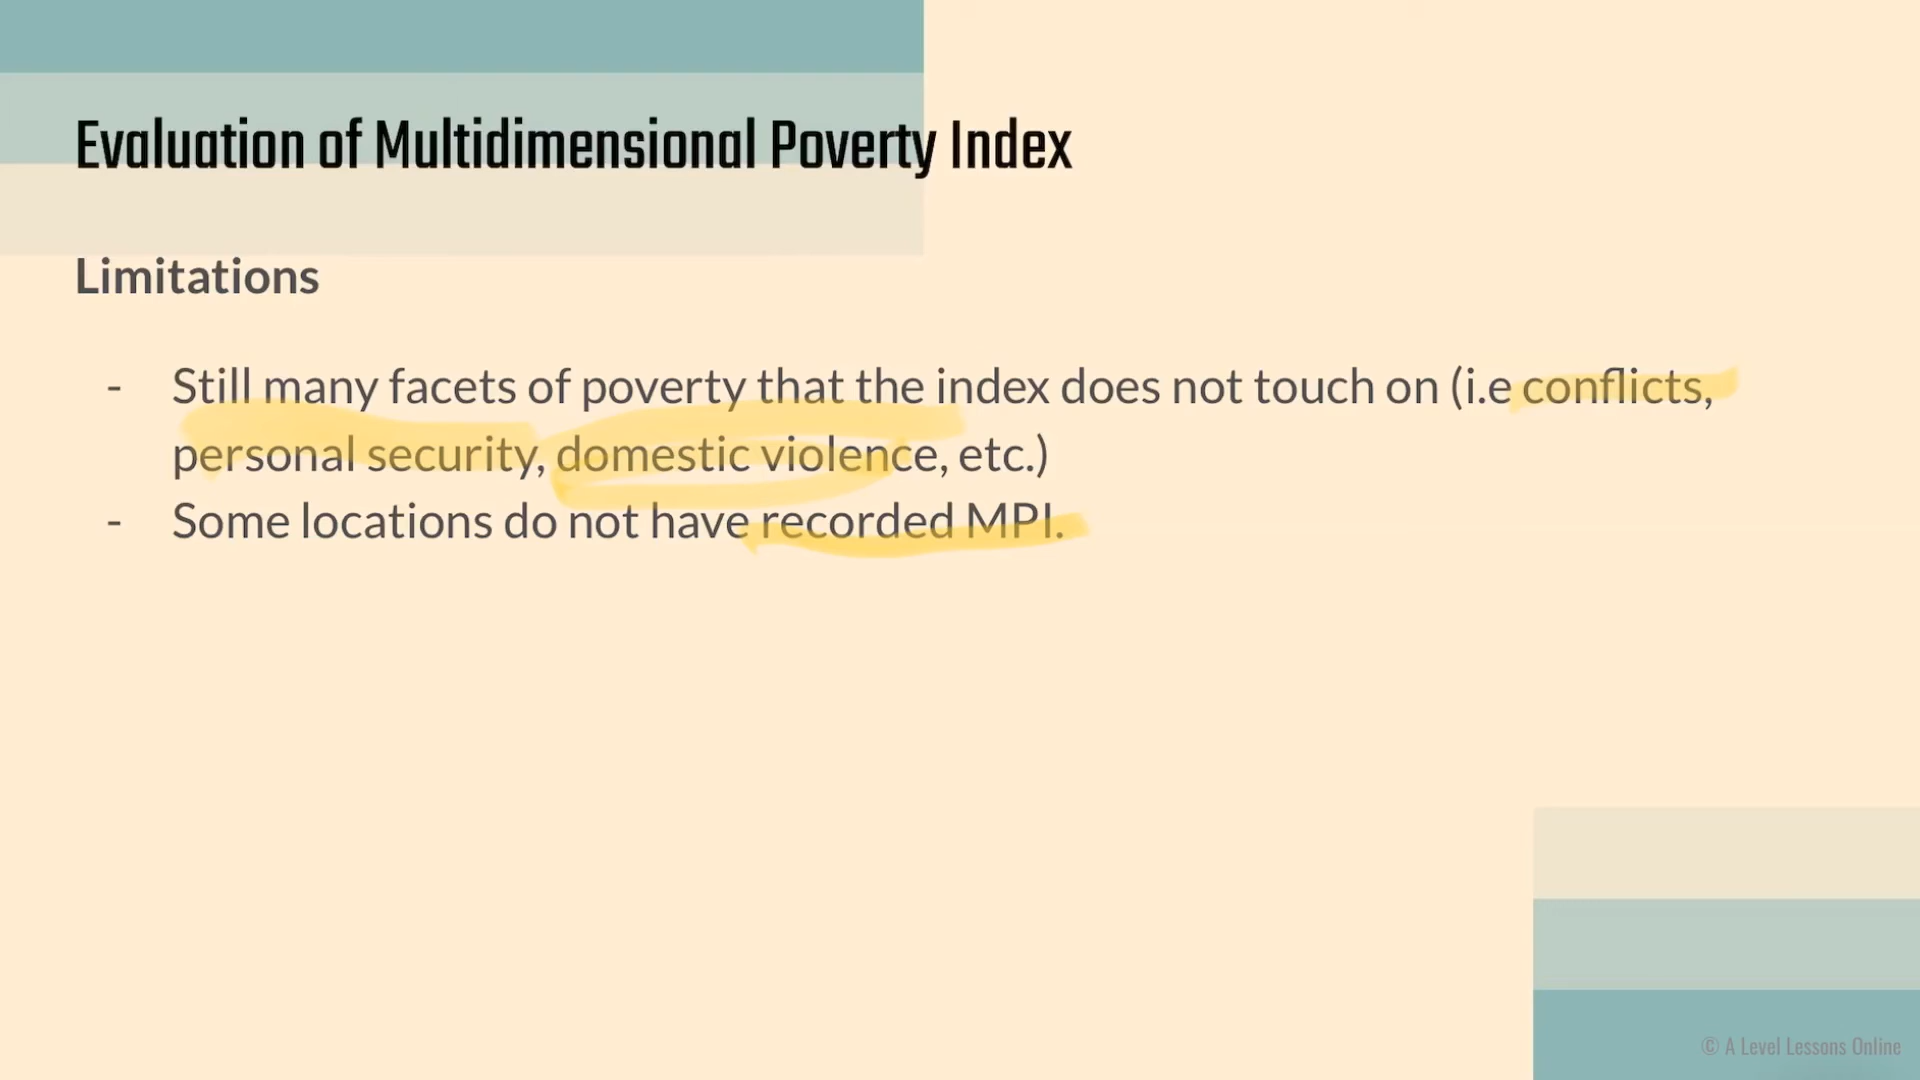 Evaluation of Multidimensional Poverty Index
Limitations
- Still many facets of poverty that the index does not touch on (i.e conflicts,
personal security, domestic violence, etc.)
- Some locations do not have recorded MPI.
© A Level Lessons Online